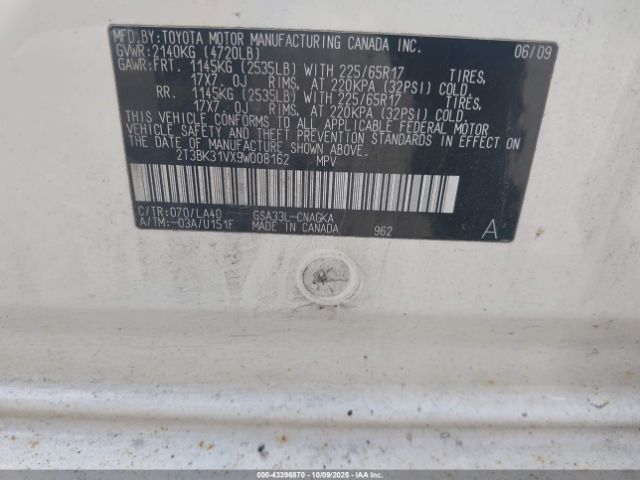 MFD.BY: TOYOTA MOTOR MANUFACTURING CANADA INC. 06/09
GVWR: 2140KG (4720LB)
GAWR: FRT. 1145KG (2535LB) WITH 225/65R17 TIRES,
17X7.0J RIMS, AT 220KPA (32PSI) COLD.
RR. 1145KG (2535LB) WITH 225/65R17 TIRES,
17X7.0J RIMS, AT 220KPA (32PSI) COLD.
THIS VEHICLE CONFORMS TO ALL APPLICABLE FEDERAL MOTOR
VEHICLE SAFETY AND THEFT PREVENTION STANDARDS IN EFFECT ON
THE DATE OF MANUFACTURE SHOWN ABOVE.
2T3BK31VX9W008162 MPV
C/TR: 070/LA40 GSA33L-CNAGKA
A/TM: -03A/U151F MADE IN CANADA 962 A
000-43396870 | 10/09/2025 | IAAI.COM